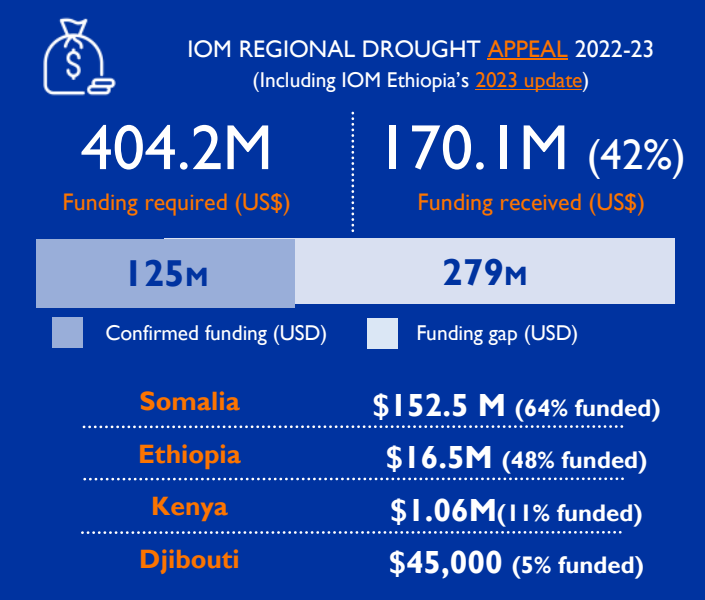 $
IOM REGIONAL DROUGHT APPEAL 2022-23
(Including IOM Ethiopia's 2023 update)
404.2M
170.1M (42%)
Funding required (US$)
Funding received (US$)
125M
279M
Confirmed funding (USD)
Funding gap (USD)
Somalia
$152.5 M (64% funded)
Ethiopia
$16.5M (48% funded)
Kenya
$1.06M(11% funded)
Djibouti
$45,000 (5% funded)